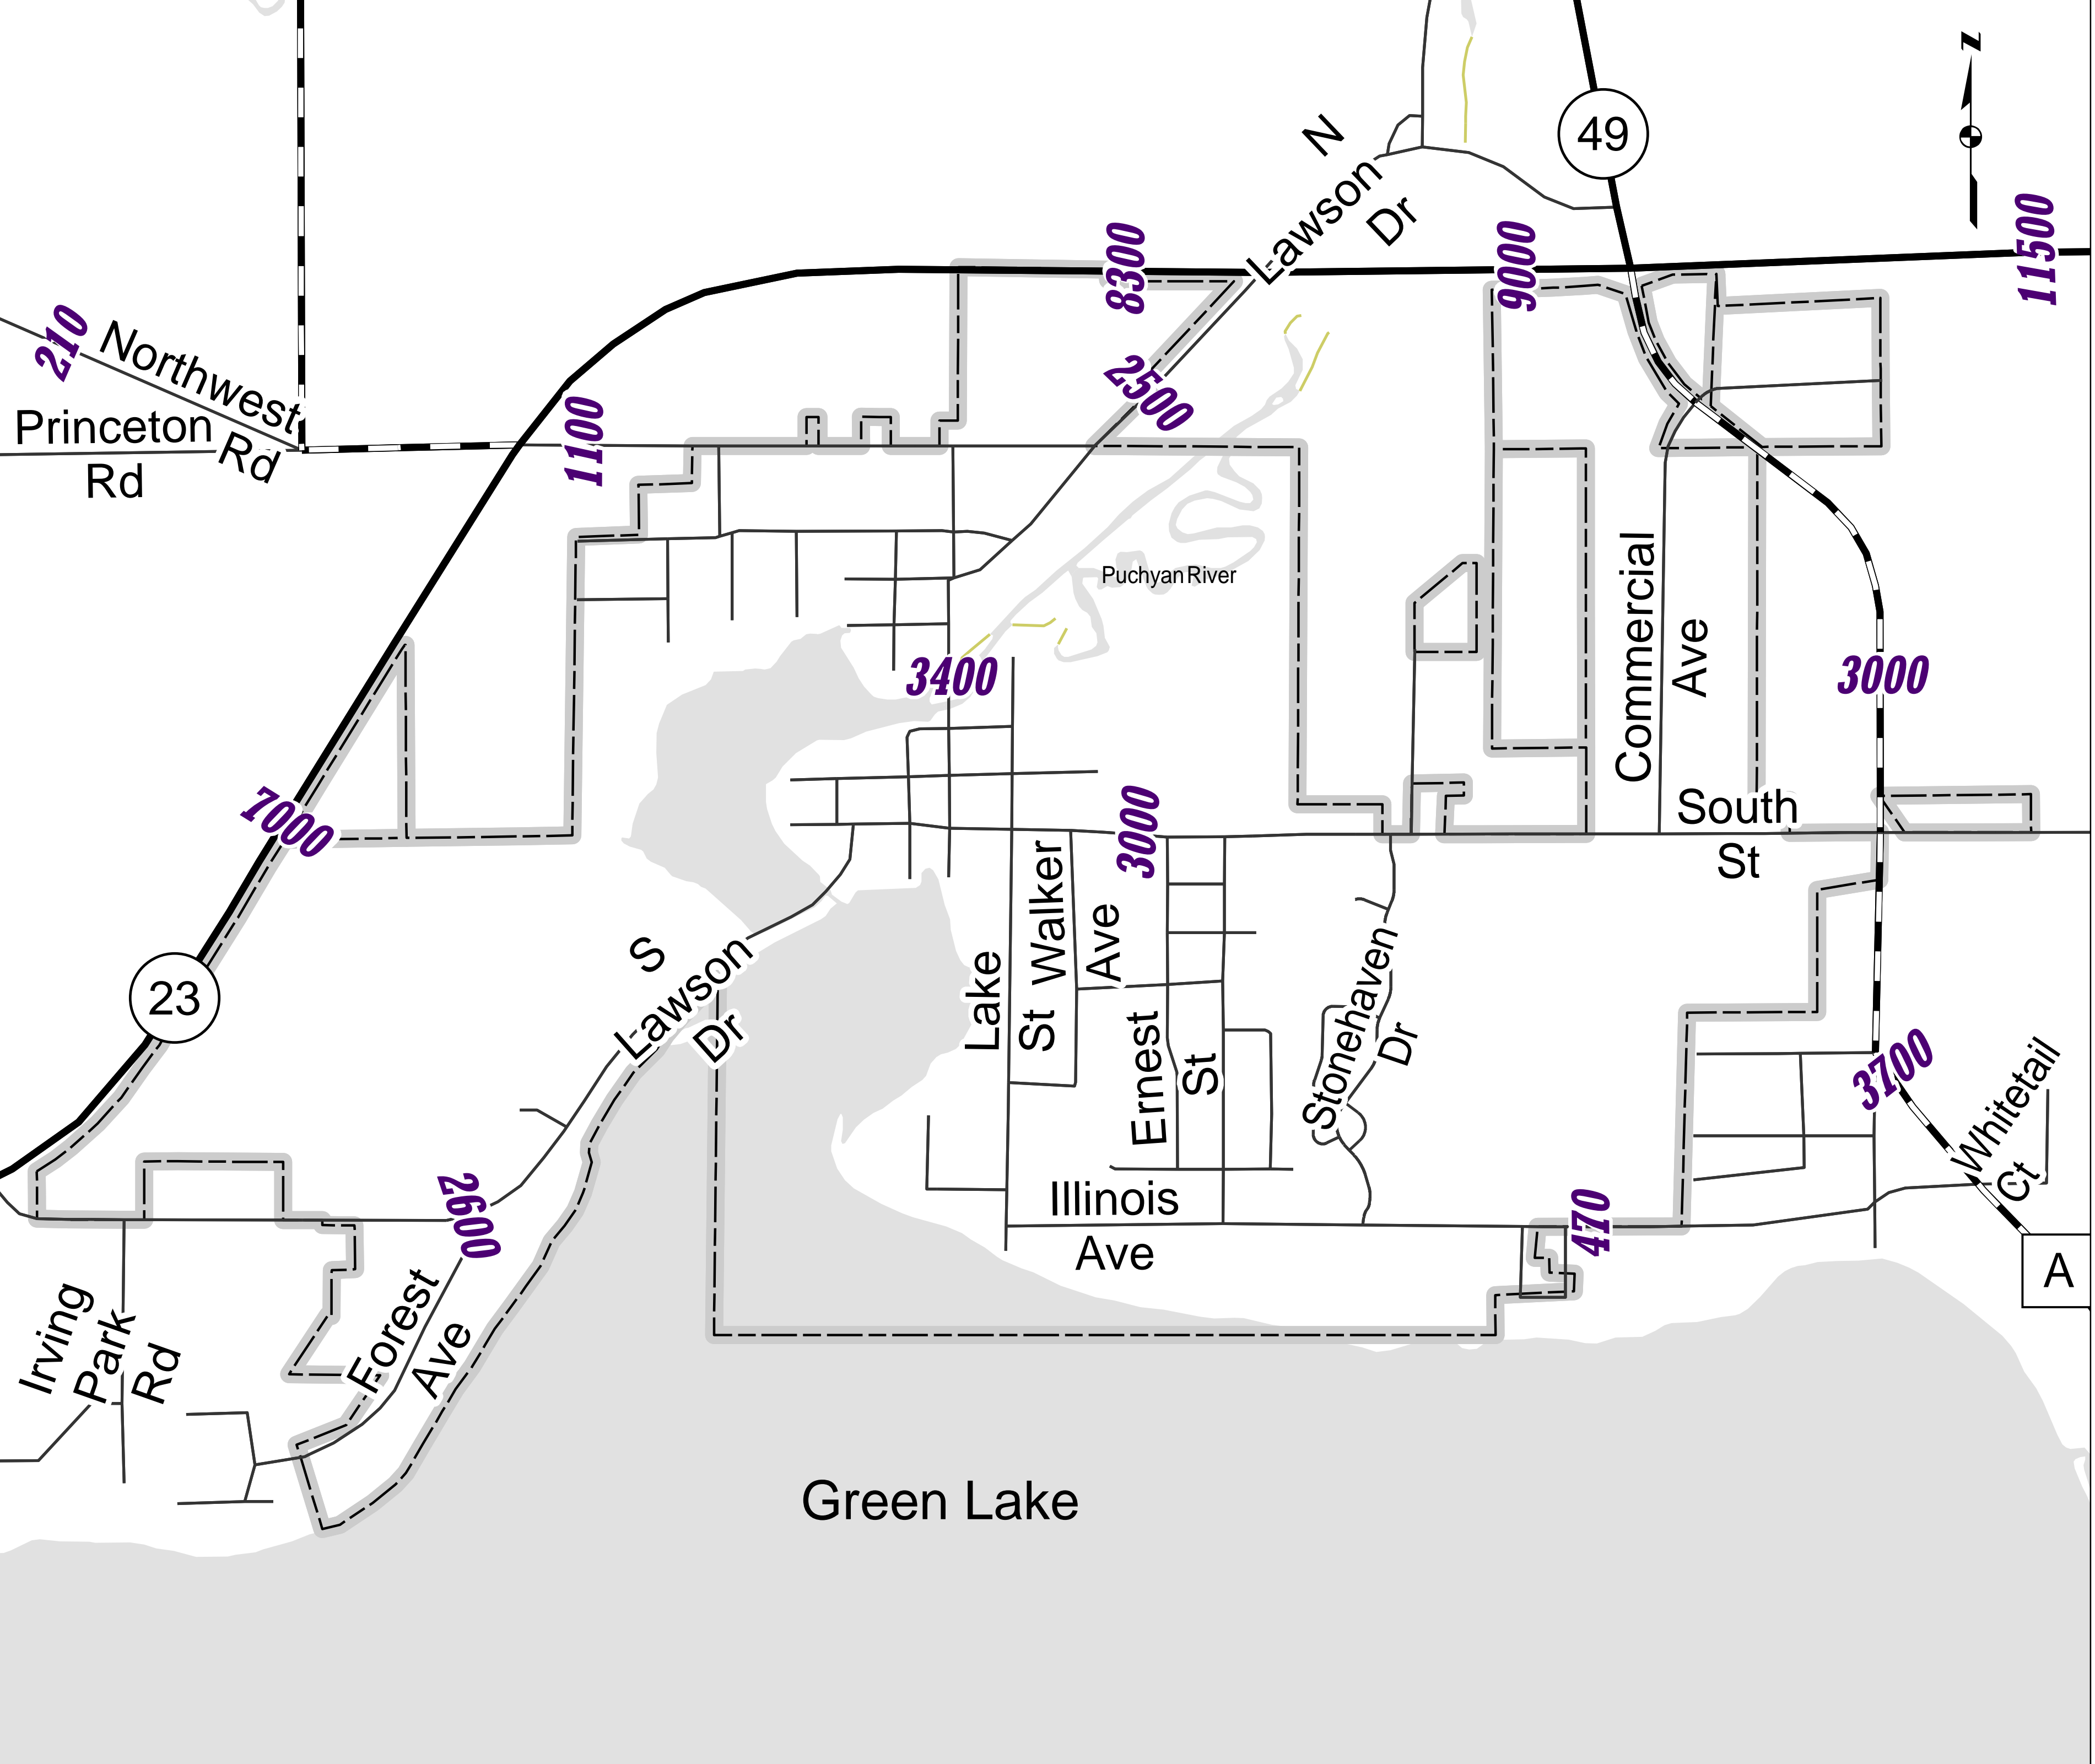 N
Lawson
Dr
49
N
8300
9000
11500
210
Northwest
Rd
Princeton
Rd
1100
2500
Puchyan River
3400
Commercial
Ave
3000
7000
3000
South
St
Walker
Ave
S
Lawson
Dr
Lake
St
23
Ernest
St
Stonehaven
Dr
3700
Whitetail
Ct
2600
Illinois
Ave
470
A
Irving
Park
Rd
Forest
Ave
Green Lake